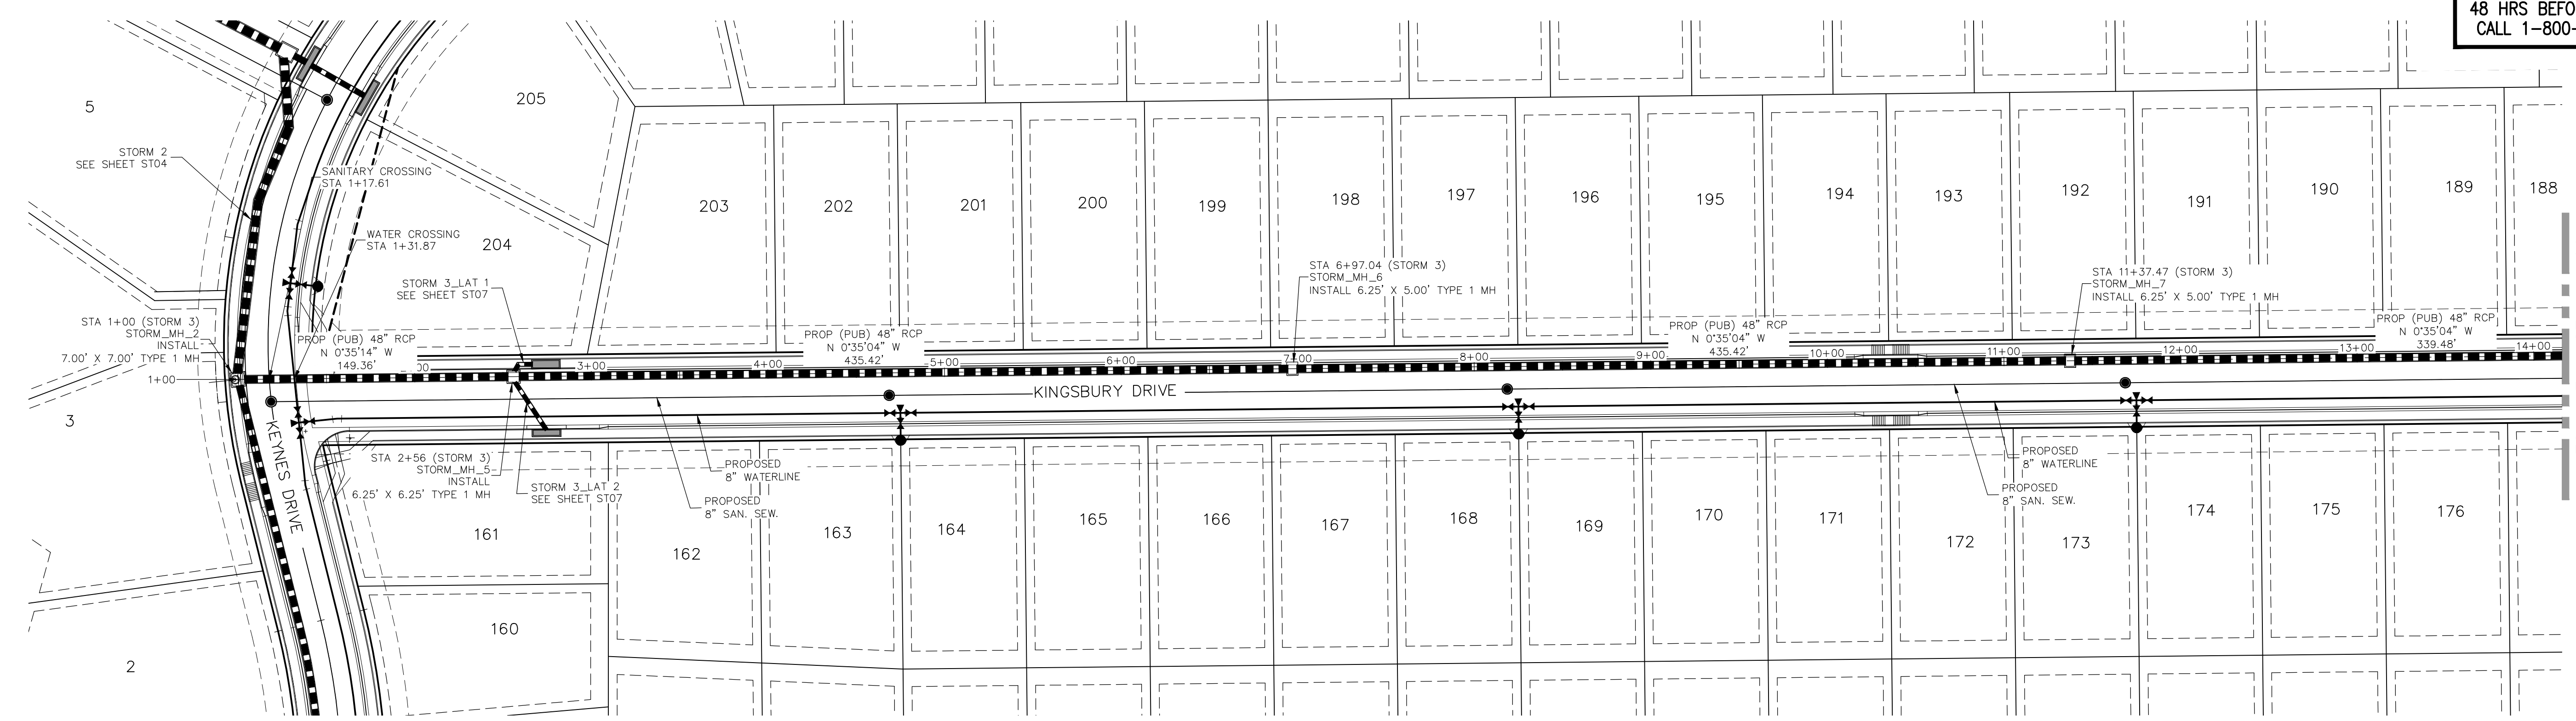 48 HRS BEFO
CALL 1-800-
5
205
STORM 2
SEE SHEET ST04
SANITARY CROSSING
STA 1+17.61
WATER CROSSING
STA 1+31.87
204
203
202
201
200
199
198
197
196
195
194
193
192
191
190
189
188
STORM 3_LAT 1
SEE SHEET ST07
STA 6+97.04 (STORM 3)
STORM_MH_6
INSTALL 6.25' X 5.00' TYPE 1 MH
STA 11+37.47 (STORM 3)
STORM_MH_7
INSTALL 6.25' X 5.00' TYPE 1 MH
STA 1+00 (STORM 3)
STORM_MH_2
INSTALL
7.00' X 7.00' TYPE 1 MH
PROP (PUB) 48" RCP
N 0°35'14" W
149.36'
PROP (PUB) 48" RCP
N 0°35'04" W
435.42'
PROP (PUB) 48" RCP
N 0°35'04" W
435.42'
PROP (PUB) 48" RCP
N 0°35'04" W
339.48'
1+00
00
3+00
4+00
5+00
6+00
7+00
8+00
9+00
10+00
11+00
12+00
13+00
14+00
KINGSBURY DRIVE
KEYNES DRIVE
3
STA 2+56 (STORM 3)
STORM_MH_5
INSTALL
6.25' X 6.25' TYPE 1 MH
STORM 3_LAT 2
SEE SHEET ST07
PROPOSED
8" WATERLINE
PROPOSED
8" SAN. SEW.
PROPOSED
8" WATERLINE
PROPOSED
8" SAN. SEW.
161
162
163
164
165
166
167
168
169
170
171
172
173
174
175
176
160
2